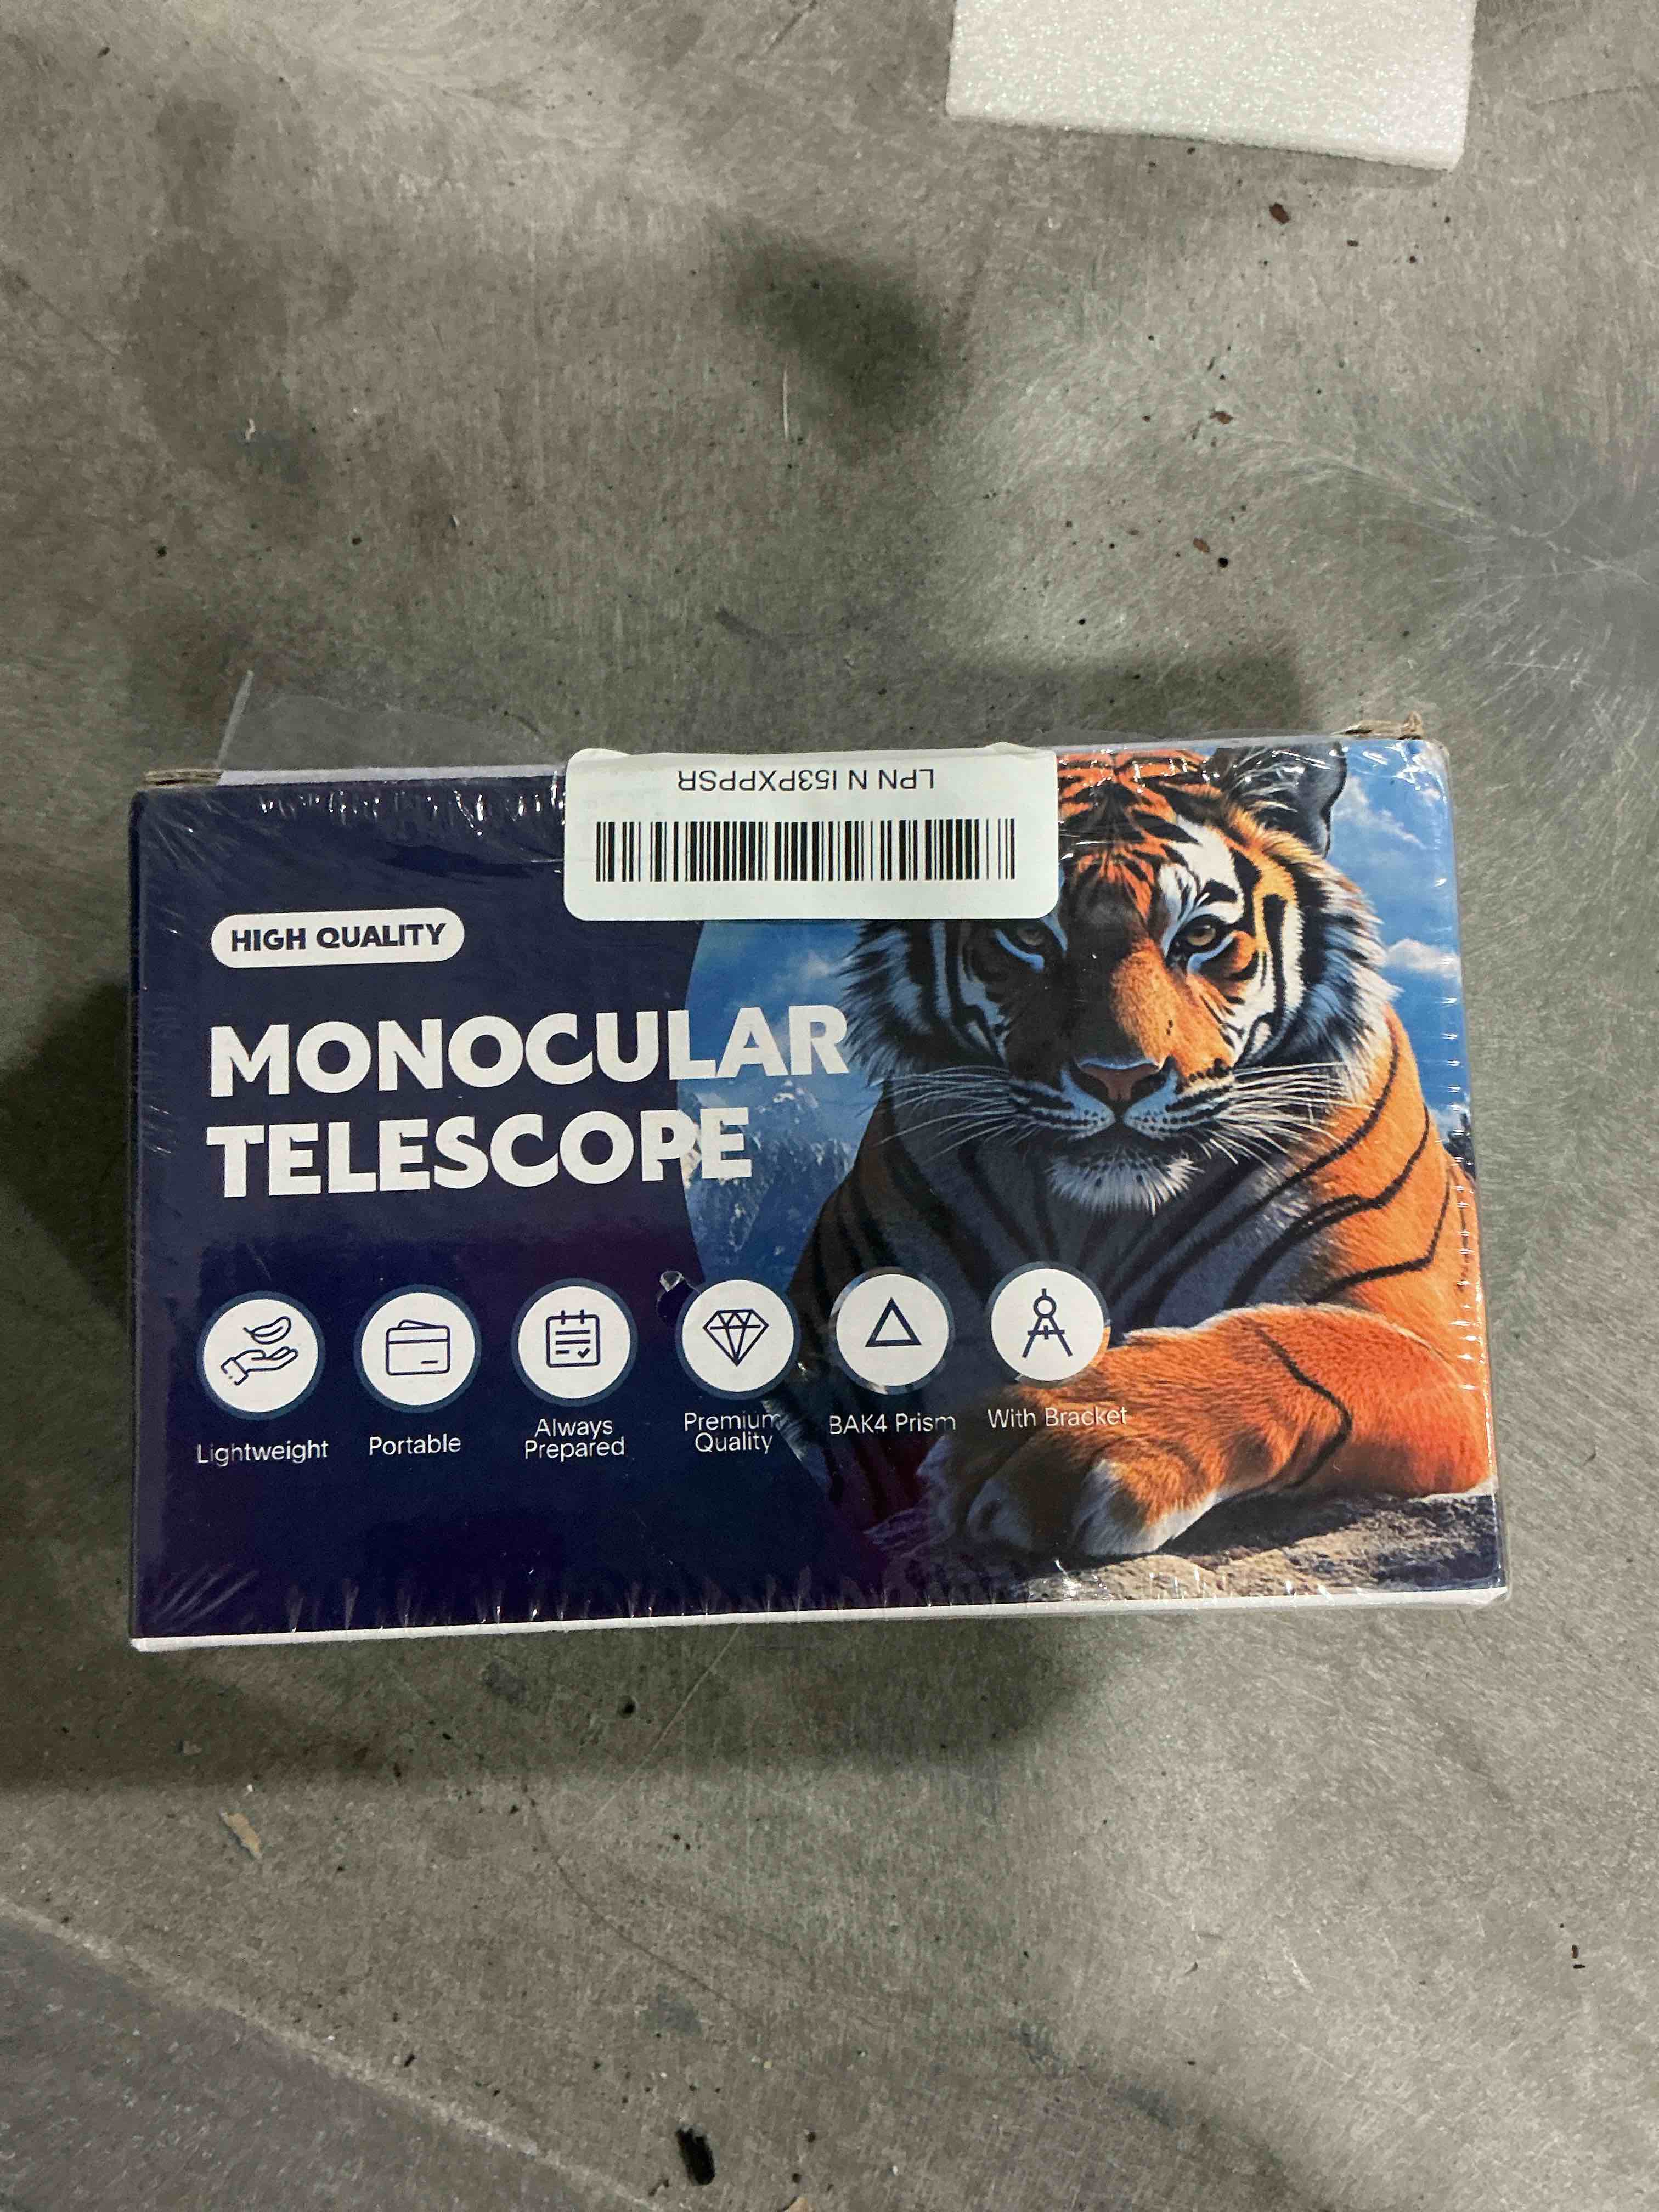 LPN N I53PXPPSR
HIGH QUALITY
MONOCULAR
TELESCOPE
Lightweight
Portable
Always
Prepared
Premium
Quality
BAK4 Prism
With Bracket